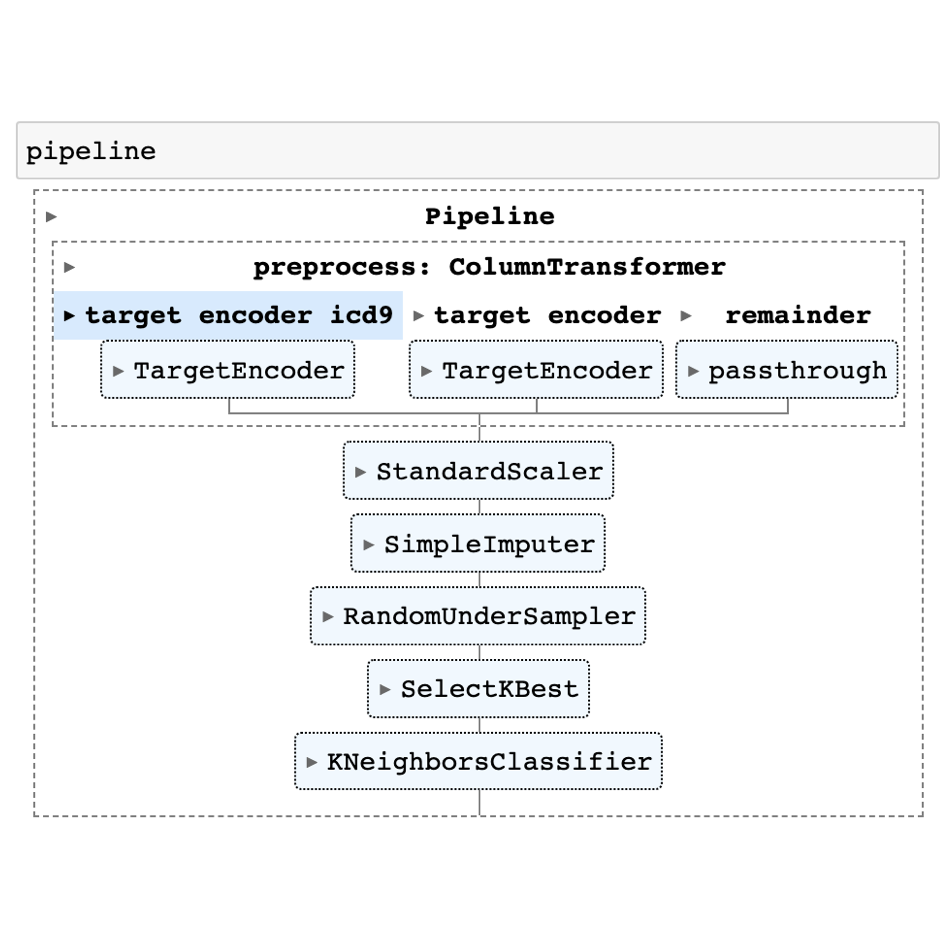 pipeline
Pipeline
preprocess: ColumnTransformer
target encoder icd9 target encoder remainder
TargetEncoder TargetEncoder passthrough
StandardScaler
SimpleImputer
RandomUnderSampler
SelectKBest
KNeighborsClassifier